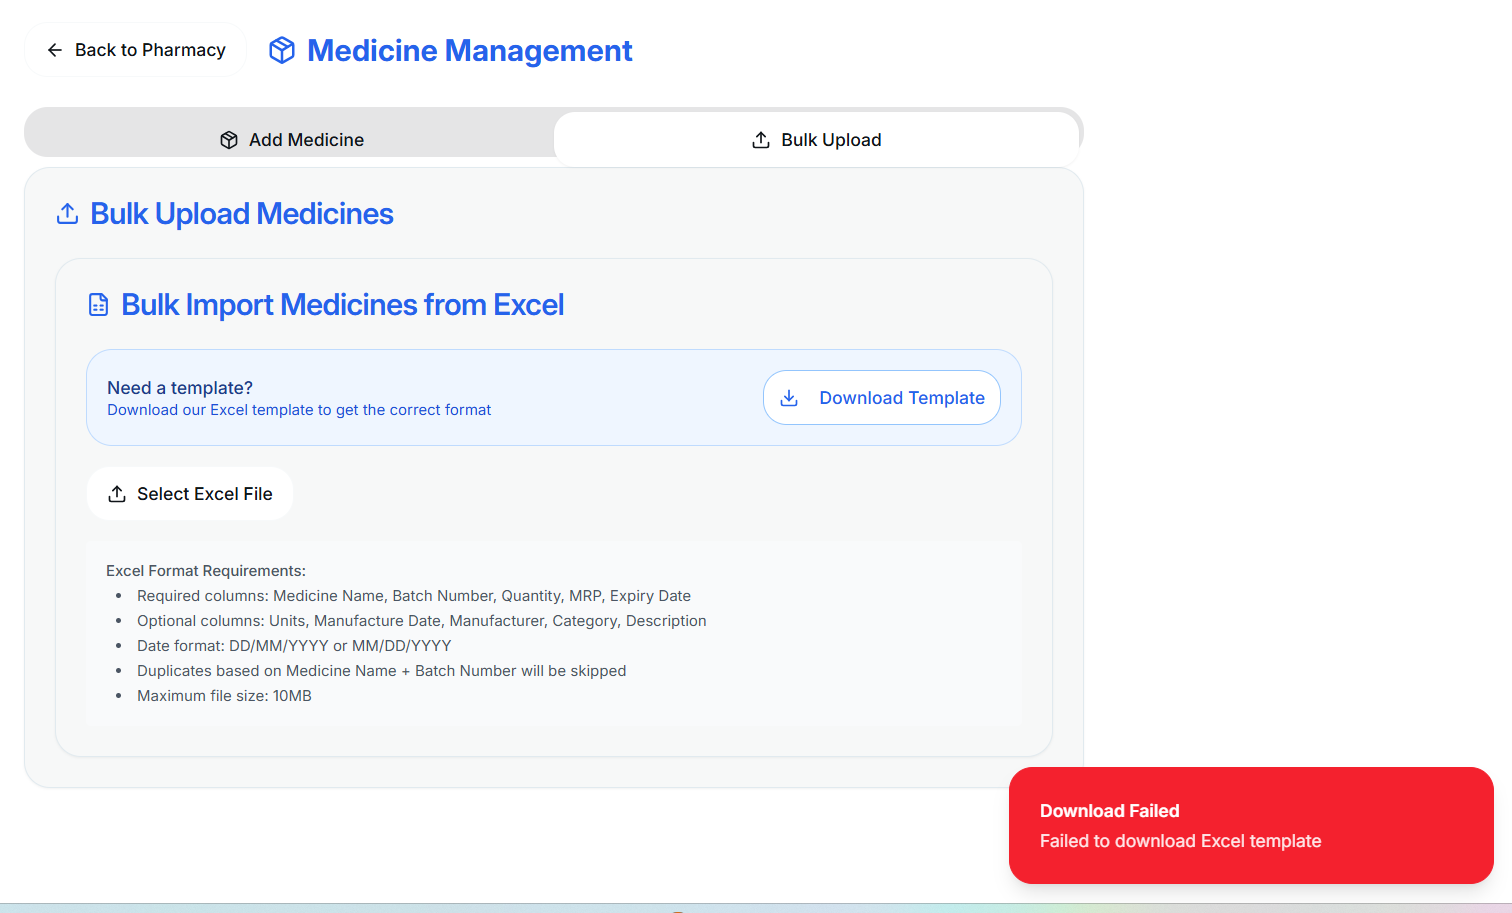 Back to Pharmacy
Medicine Management
Add Medicine
Bulk Upload
Bulk Upload Medicines
Bulk Import Medicines from Excel
Need a template?
Download our Excel template to get the correct format
Download Template
Select Excel File
Excel Format Requirements:
• Required columns: Medicine Name, Batch Number, Quantity, MRP, Expiry Date
• Optional columns: Units, Manufacture Date, Manufacturer, Category, Description
• Date format: DD/MM/YYYY or MM/DD/YYYY
• Duplicates based on Medicine Name + Batch Number will be skipped
• Maximum file size: 10MB
Download Failed
Failed to download Excel template